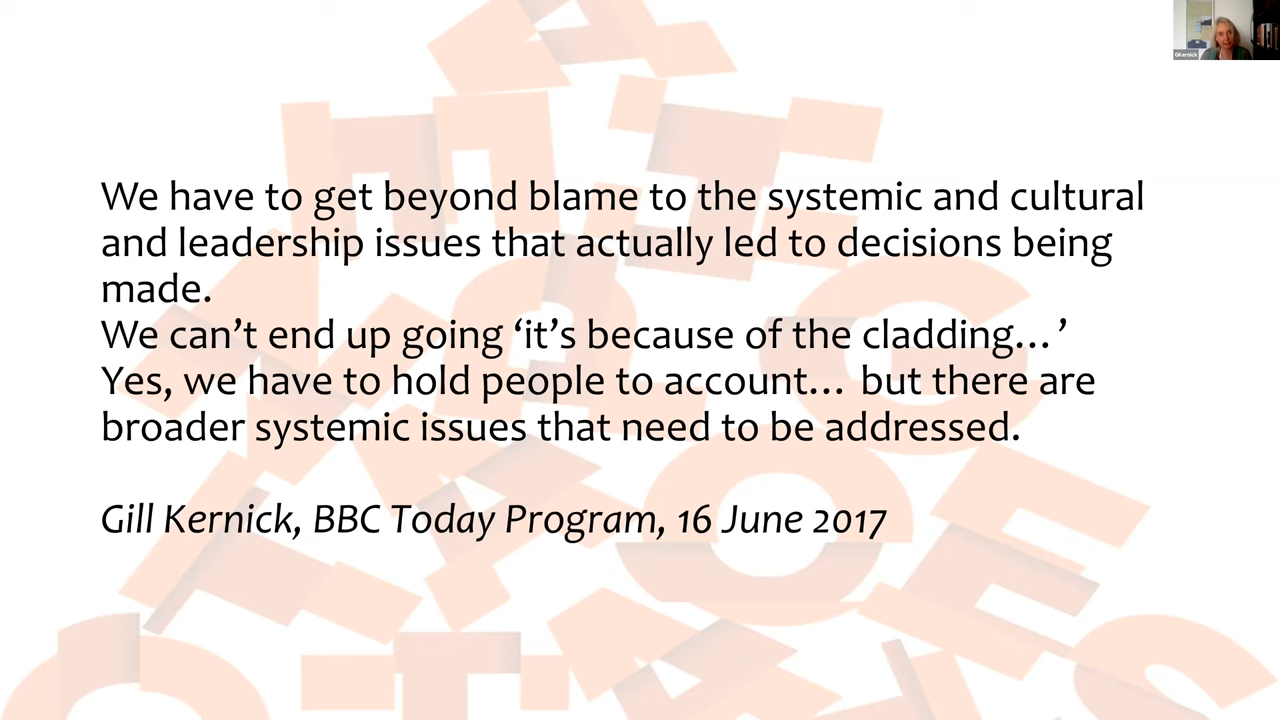 GKernick
We have to get beyond blame to the systemic and cultural
and leadership issues that actually led to decisions being
made.
We can’t end up going ‘it’s because of the cladding…’
Yes, we have to hold people to account… but there are
broader systemic issues that need to be addressed.
Gill Kernick, BBC Today Program, 16 June 2017